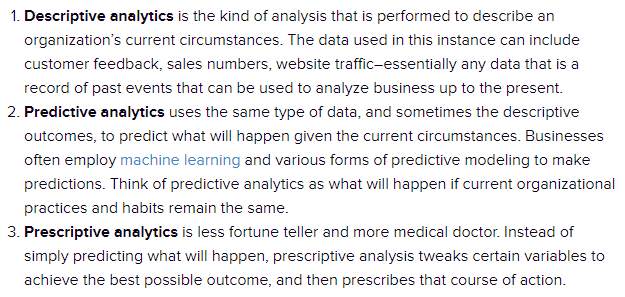 1. Descriptive analytics is the kind of analysis that is performed to describe an
organization's current circumstances. The data used in this instance can include
customer feedback, sales numbers, website traffic–essentially any data that is a
record of past events that can be used to analyze business up to the present.
2. Predictive analytics uses the same type of data, and sometimes the descriptive
outcomes, to predict what will happen given the current circumstances. Businesses
often employ machine learning and various forms of predictive modeling to make
predictions. Think of predictive analytics as what will happen if current organizational
practices and habits remain the same.
3. Prescriptive analytics is less fortune teller and more medical doctor. Instead of
simply predicting what will happen, prescriptive analysis tweaks certain variables to
achieve the best possible outcome, and then prescribes that course of action.